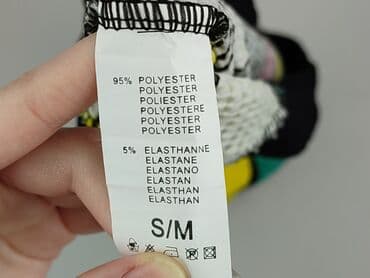 95% POLYESTER
POLYESTER
POLIESTER
POLYESTERE
POLYESTER
POLYESTER
5% ELASTHANNE
ELASTANE
ELASTANO
ELASTAN
ELASTHAN
ELASTHAN
S/M